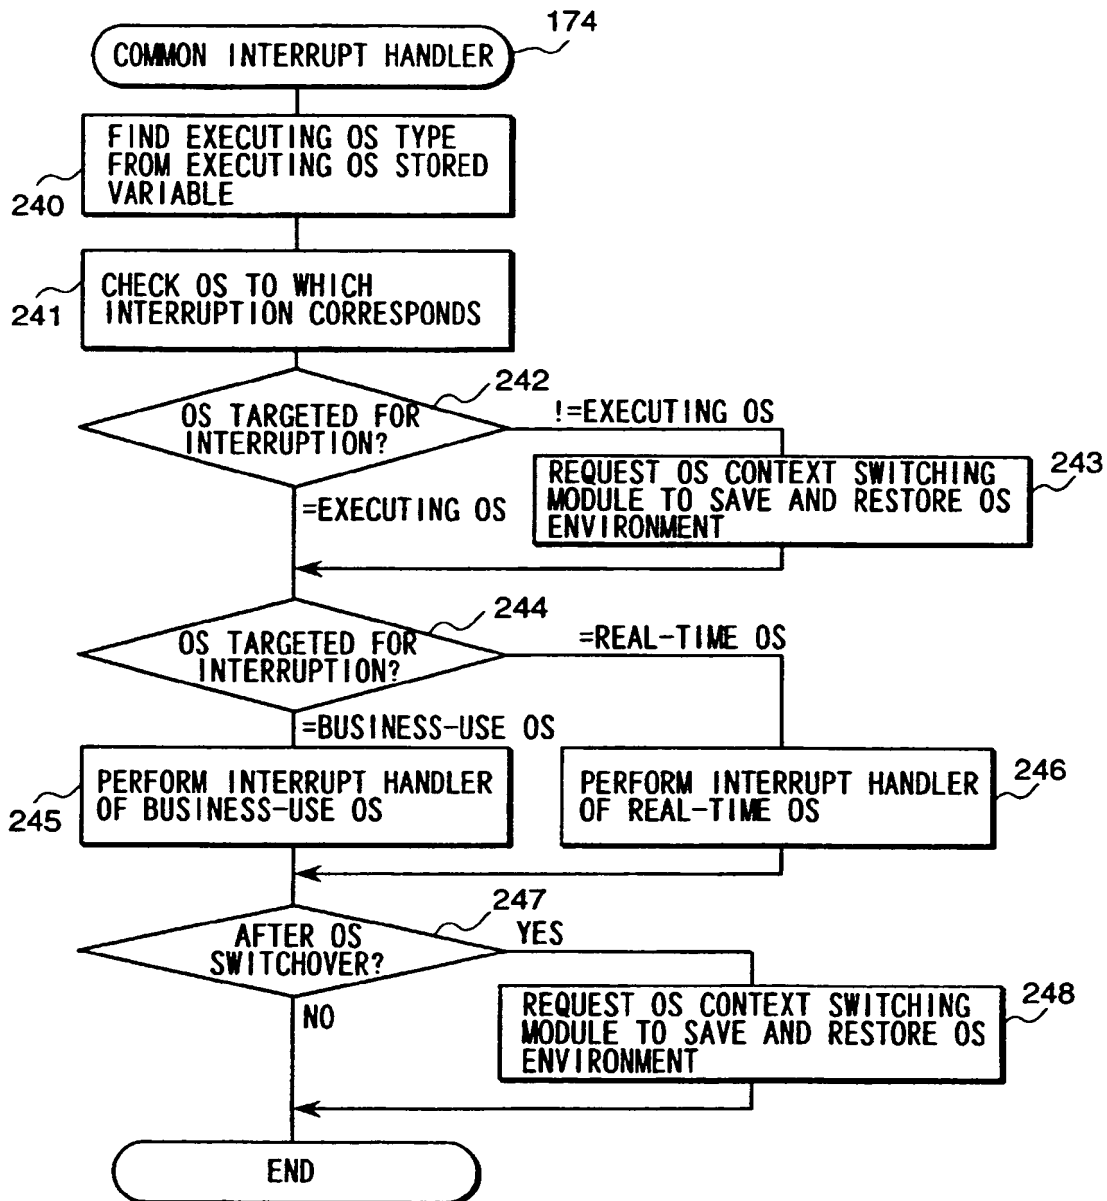 174
COMMON INTERRUPT HANDLER
FIND EXECUTING OS TYPE
FROM EXECUTING OS STORED
VARIABLE
240
CHECK OS TO WHICH
INTERRUPTION CORRESPONDS
241
242
OS TARGETED FOR
INTERRUPTION?
!=EXECUTING OS
=EXECUTING OS
REQUEST OS CONTEXT SWITCHING
MODULE TO SAVE AND RESTORE OS
ENVIRONMENT
243
244
OS TARGETED FOR
INTERRUPTION?
=REAL-TIME OS
=BUSINESS-USE OS
PERFORM INTERRUPT HANDLER
OF BUSINESS-USE OS
245
PERFORM INTERRUPT HANDLER
OF REAL-TIME OS
246
247
AFTER OS
SWITCHOVER?
YES
NO
REQUEST OS CONTEXT SWITCHING
MODULE TO SAVE AND RESTORE OS
ENVIRONMENT
248
END